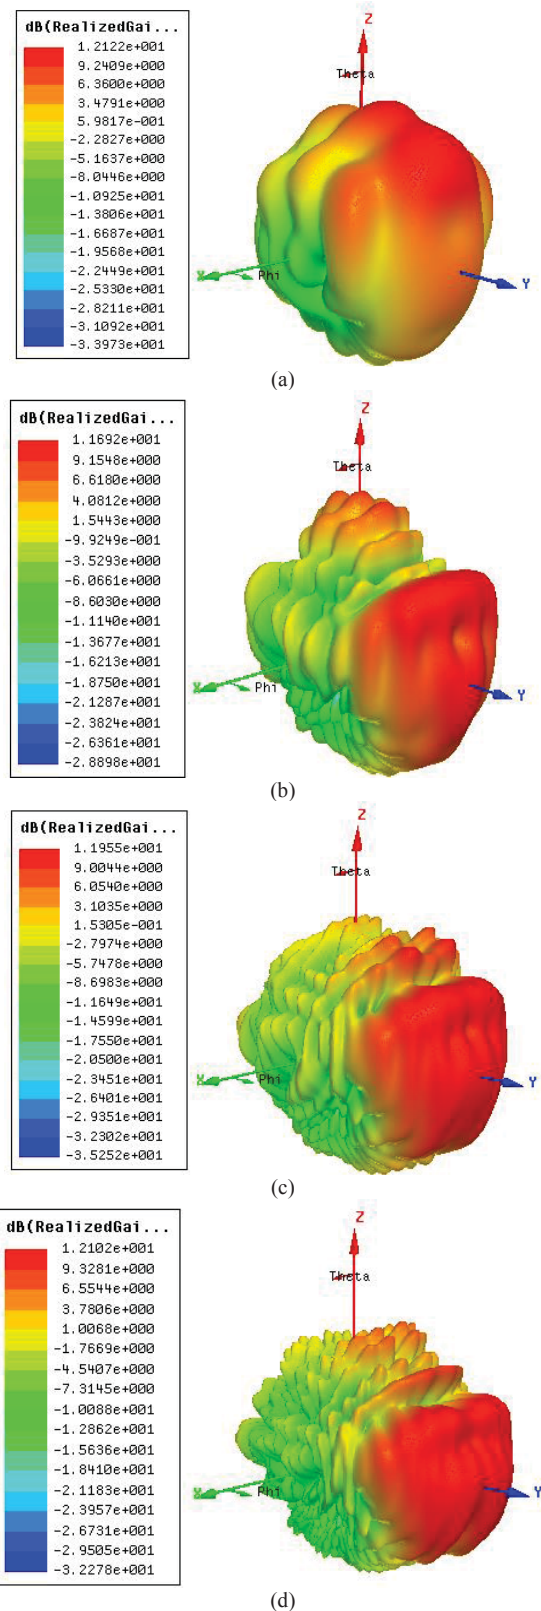 dB(RealizedGai...
1.2122e+001
9.2409e+000
6.3600e+000
3.4791e+000
5.9817e-001
-2.2827e+000
-5.1637e+000
-8.0446e+000
-1.0925e+001
-1.3806e+001
-1.6687e+001
-1.9568e+001
-2.2449e+001
-2.5330e+001
-2.8211e+001
-3.1092e+001
-3.3973e+001
Z
Theta
X
Phi
Y
(a)
dB(RealizedGai...
1.1692e+001
9.1548e+000
6.6180e+000
4.0812e+000
1.5443e+000
-9.9249e-001
-3.5293e+000
-6.0661e+000
-8.6030e+000
-1.1140e+001
-1.3677e+001
-1.6213e+001
-1.8750e+001
-2.1287e+001
-2.3824e+001
-2.6361e+001
-2.8898e+001
Z
Theta
X
Phi
Y
(b)
dB(RealizedGai...
1.1955e+001
9.0044e+000
6.0540e+000
3.1035e+000
1.5305e-001
-2.7974e+000
-5.7478e+000
-8.6983e+000
-1.1649e+001
-1.4599e+001
-1.7550e+001
-2.0500e+001
-2.3451e+001
-2.6401e+001
-2.9351e+001
-3.2302e+001
-3.5252e+001
Z
Theta
X
Phi
Y
(c)
dB(RealizedGai...
1.2102e+001
9.3281e+000
6.5544e+000
3.7806e+000
1.0068e+000
-1.7669e+000
-4.5407e+000
-7.3145e+000
-1.0088e+001
-1.2862e+001
-1.5636e+001
-1.8410e+001
-2.1183e+001
-2.3957e+001
-2.6731e+001
-2.9505e+001
-3.2278e+001
Z
Theta
X
Phi
Y
(d)